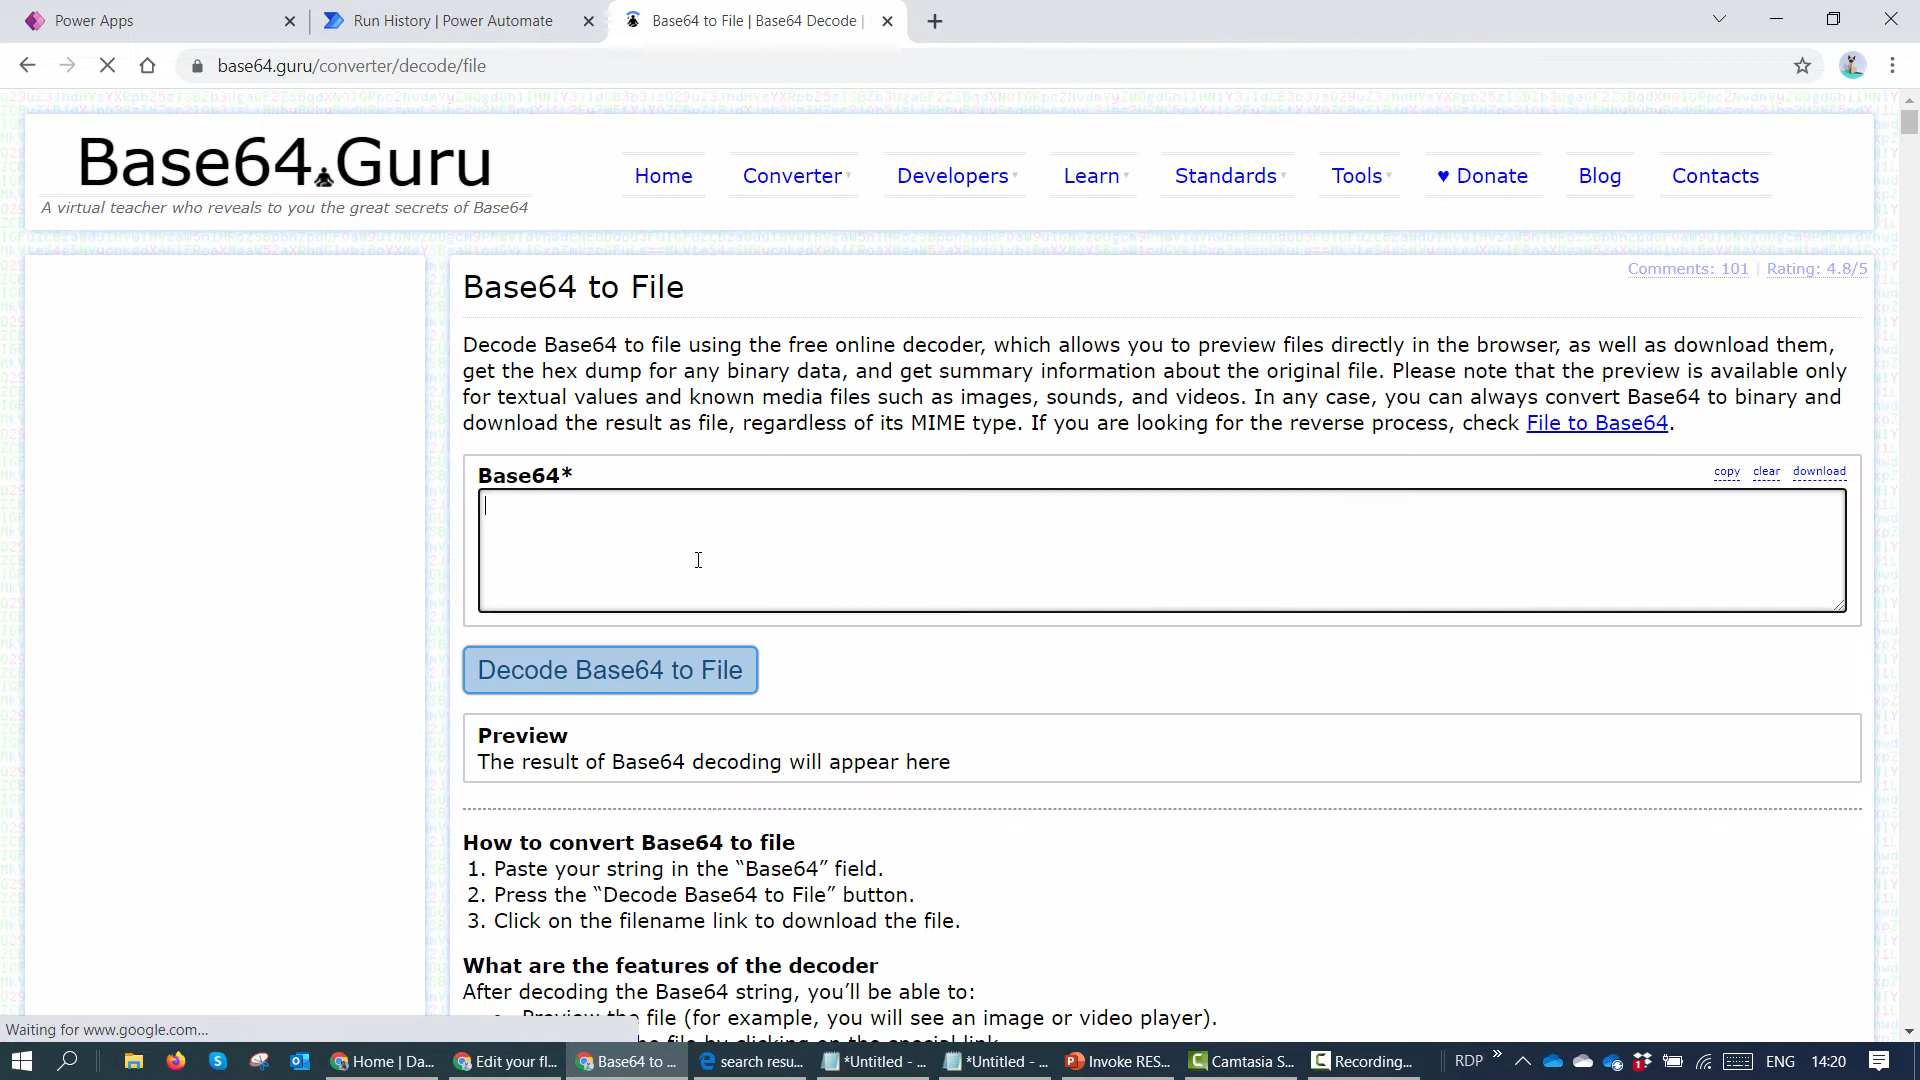 Power Apps
Run History | Power Automate
Base64 to File | Base64 Decode |
base64.guru/converter/decode/file
Base64.Guru
A virtual teacher who reveals to you the great secrets of Base64
Home
Converter
Developers
Learn
Standards
Tools
♥ Donate
Blog
Contacts
Comments: 101 | Rating: 4.8/5
Base64 to File
Decode Base64 to file using the free online decoder, which allows you to preview files directly in the browser, as well as download them,
get the hex dump for any binary data, and get summary information about the original file. Please note that the preview is available only
for textual values and known media files such as images, sounds, and videos. In any case, you can always convert Base64 to binary and
download the result as file, regardless of its MIME type. If you are looking for the reverse process, check File to Base64.
Base64*
copy clear download
Decode Base64 to File
Preview
The result of Base64 decoding will appear here
How to convert Base64 to file
1. Paste your string in the “Base64” field.
2. Press the “Decode Base64 to File” button.
3. Click on the filename link to download the file.
What are the features of the decoder
After decoding the Base64 string, you’ll be able to:
Preview the file (for example, you will see an image or video player).
file by clicking on the special link
Waiting for www.google.com...
Home | Da...
Edit your fl...
Base64 to ...
search resu...
*Untitled - ...
*Untitled - ...
Invoke RES...
Camtasia S...
Recording...
RDP
ENG
14:20